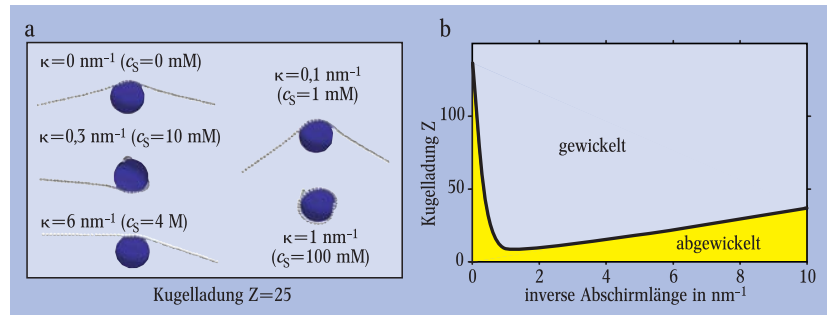 a
κ=0 nm⁻¹ (cS=0 mM)
κ=0,1 nm⁻¹
(cS=1 mM)
κ=0,3 nm⁻¹ (cS=10 mM)
κ=6 nm⁻¹ (cS=4 M)
κ=1 nm⁻¹
(cS=100 mM)
Kugelladung Z=25
b
Kugelladung Z
100
50
0
gewickelt
abgewickelt
0 2 4 6 8 10
inverse Abschirmlänge in nm⁻¹